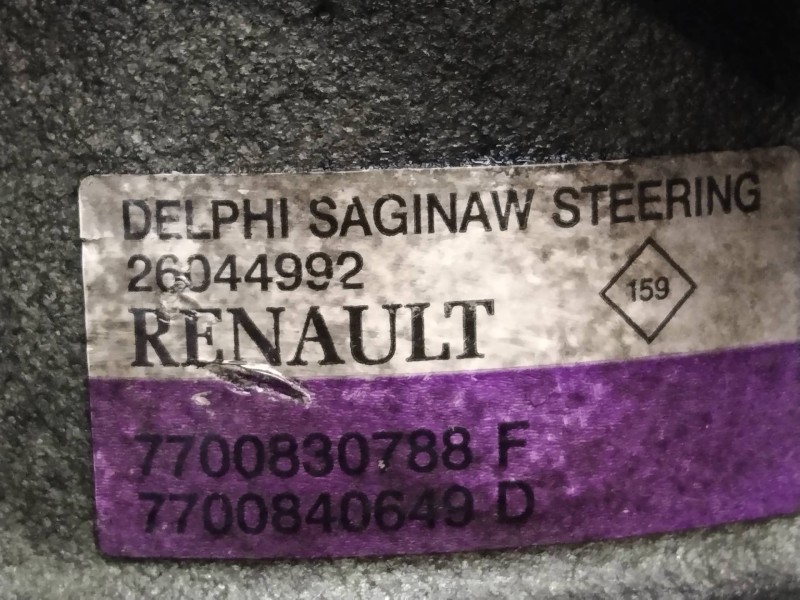 DELPHI SAGINAW STEERING
26044992
159
RENAULT
7700830788 F
7700840649 D